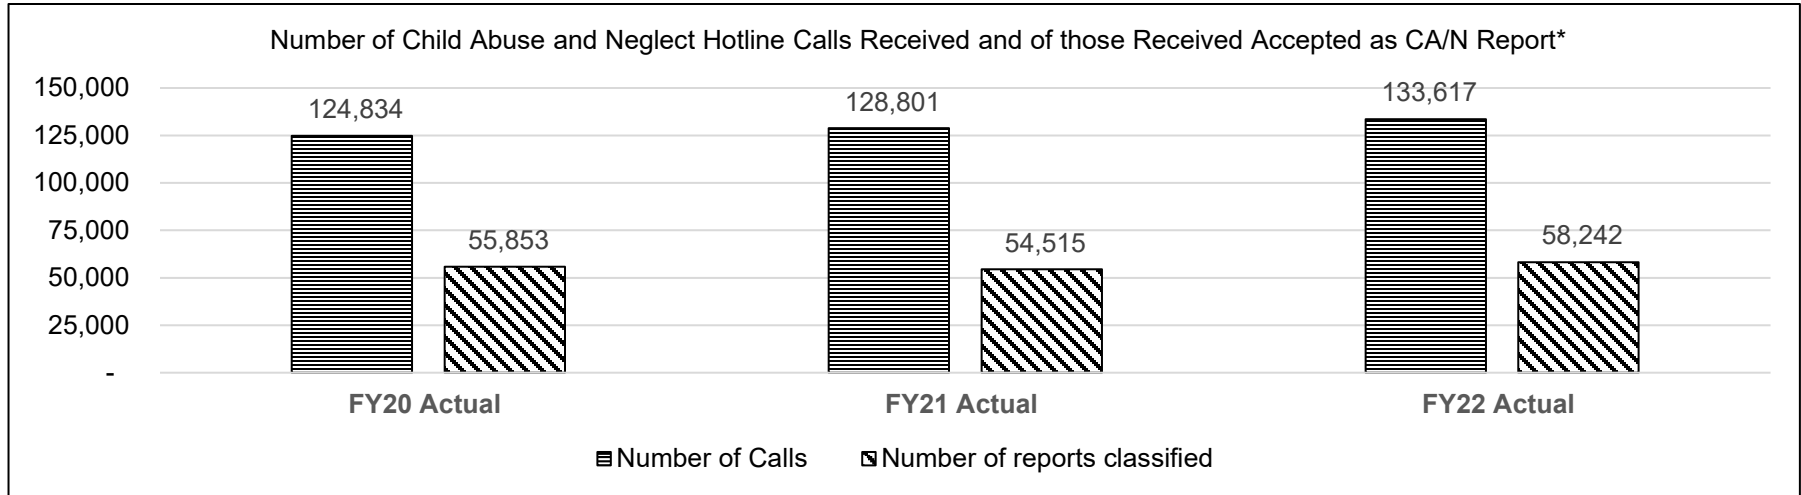 Number of Child Abuse and Neglect Hotline Calls Received and of those Received Accepted as CA/N Report*
150,000
125,000
100,000
75,000
50,000
25,000
-
124,834
55,853
128,801
54,515
133,617
58,242
FY20 Actual
FY21 Actual
FY22 Actual
Number of Calls
Number of reports classified